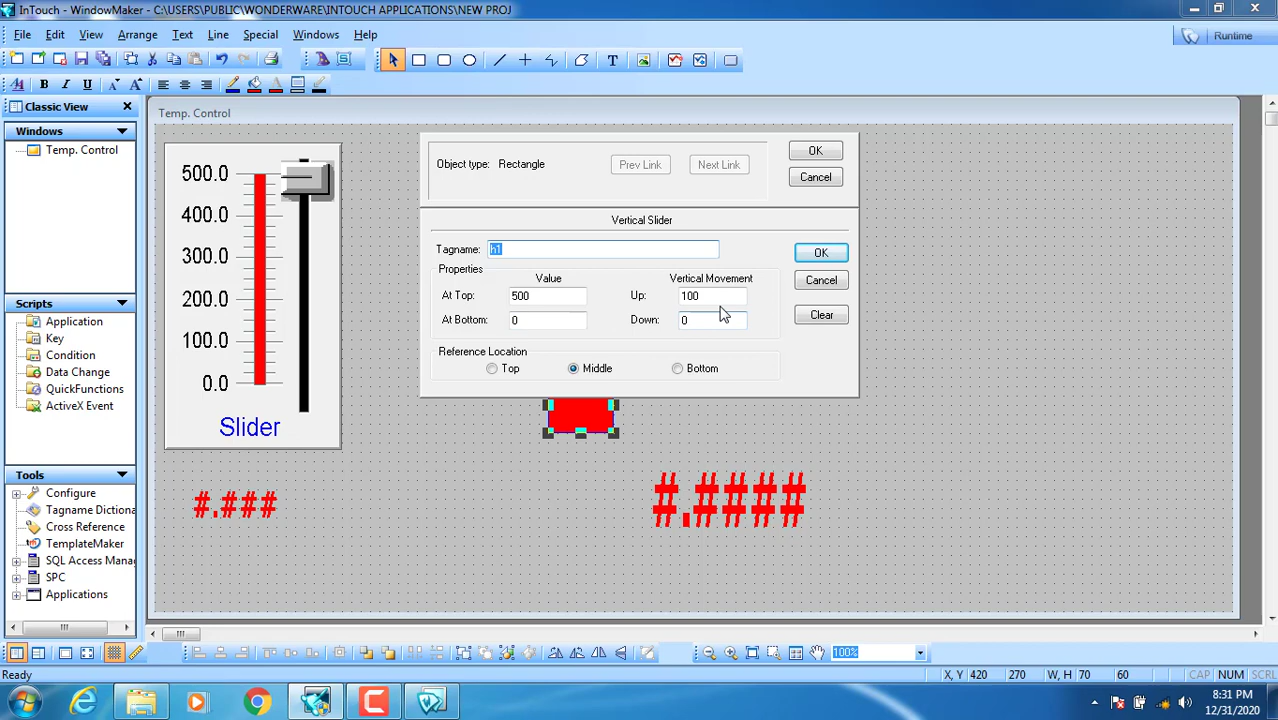 InTouch - WindowMaker - C:\USERS\PUBLIC\WONDERWARE\INTOUCH APPLICATIONS\NEW PROJ
File Edit View Arrange Text Line Special Windows Help
Runtime
Classic View
Windows
Temp. Control
Scripts
Application
Key
Condition
Data Change
QuickFunctions
ActiveX Event
Tools
Configure
Tagname Dictiona
Cross Reference
TemplateMaker
SQL Access Mana
SPC
Applications
Temp. Control
500.0
400.0
300.0
200.0
100.0
0.0
Slider
#.###
Object type: Rectangle Prev Link Next Link OK
Cancel
Vertical Slider
Tagname: h1 OK
Properties Value Vertical Movement Cancel
At Top: 500 Up: 100
At Bottom: 0 Down: 0 Clear
Reference Location
Top Middle Bottom
#.####
100%
Ready X, Y 420 270 W, H 70 60 CAP NUM SCRL
8:31 PM
12/31/2020